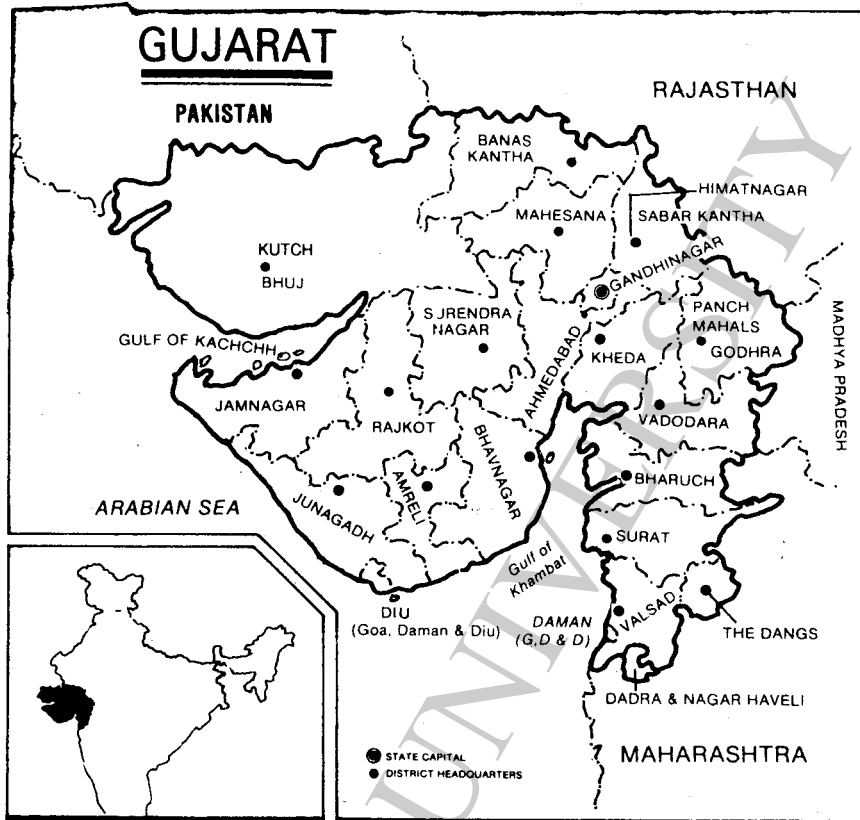 GUJARAT
PAKISTAN
RAJASTHAN
BANAS
KANTHA
HIMATNAGAR
MAHESANA
SABAR KANTHA
KUTCH
BHUJ
GANDHINAGAR
SURENDRA
NAGAR
PANCH
MAHALS
GODHRA
MADHYA PRADESH
GULF OF KACHCHH
AHMEDABAD
KHEDA
JAMNAGAR
RAJKOT
VADODARA
BHAVNAGAR
AMRELI
JUNAGADH
BHARUCH
ARABIAN SEA
SURAT
Gulf of
Khambat
DIU
(Goa, Daman & Diu)
DAMAN
(G,D & D)
VALSAD
THE DANGS
DADRA & NAGAR HAVELI
MAHARASHTRA
STATE CAPITAL
DISTRICT HEADQUARTERS
UNIVERSITY